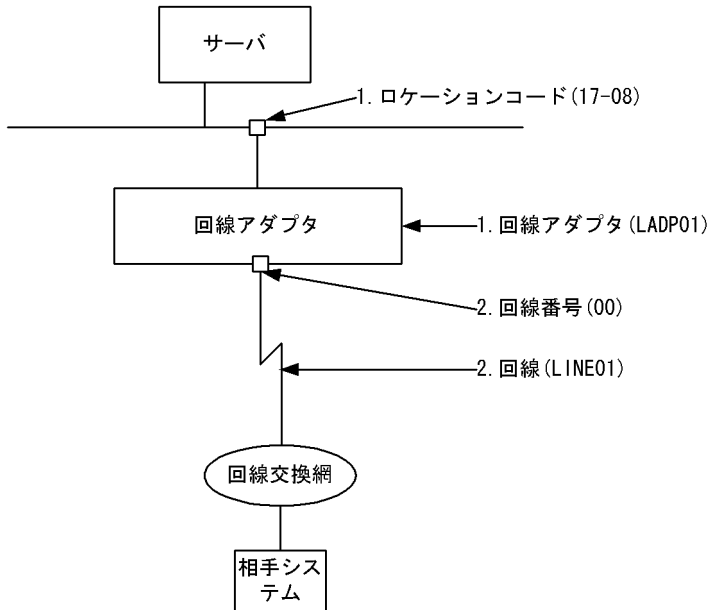 サーバ
1.ロケーションコード(17-08)
回線アダプタ
1.回線アダプタ(LADP01)
2.回線番号(00)
2.回線(LINE01)
回線交換網
相手シス
テム